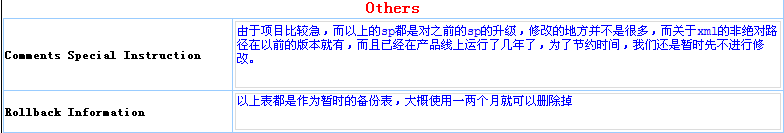 Others
Comments Special Instruction
由于项目比较急，而以上的sp都是对之前的sp的升级，修改的地方并不是很多，而关于xml的非绝对路
径在以前的版本就有，而且已经在产品线上运行了几年了，为了节约时间，我们还是暂时先不进行修
改。
Rollback Information
以上表都是作为暂时的备份表，大概使用一两个月就可以删除掉